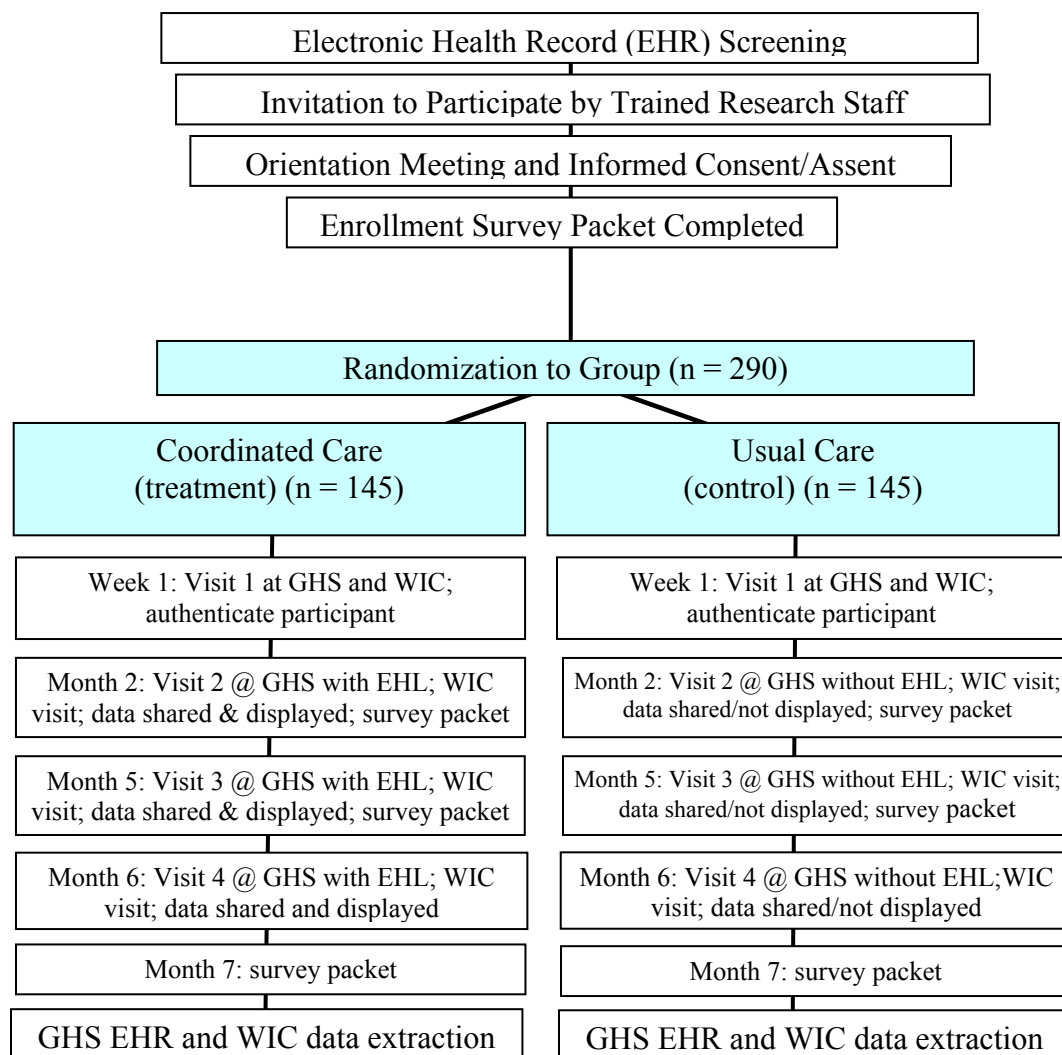 Electronic Health Record (EHR) Screening
Invitation to Participate by Trained Research Staff
Orientation Meeting and Informed Consent/Assent
Enrollment Survey Packet Completed
Randomization to Group (n = 290)
Coordinated Care
(treatment) (n = 145)
Week 1: Visit 1 at GHS and WIC;
authenticate participant
Month 2: Visit 2 @ GHS with EHL; WIC
visit; data shared & displayed; survey packet
Month 5: Visit 3 @ GHS with EHL; WIC
visit; data shared & displayed; survey packet
Month 6: Visit 4 @ GHS with EHL; WIC
visit; data shared and displayed
Month 7: survey packet
GHS EHR and WIC data extraction
Usual Care
(control) (n = 145)
Week 1: Visit 1 at GHS and WIC;
authenticate participant
Month 2: Visit 2 @ GHS without EHL; WIC visit;
data shared/not displayed; survey packet
Month 5: Visit 3 @ GHS without EHL; WIC visit;
data shared/not displayed; survey packet
Month 6: Visit 4 @ GHS without EHL;WIC
visit; data shared/not displayed
Month 7: survey packet
GHS EHR and WIC data extraction